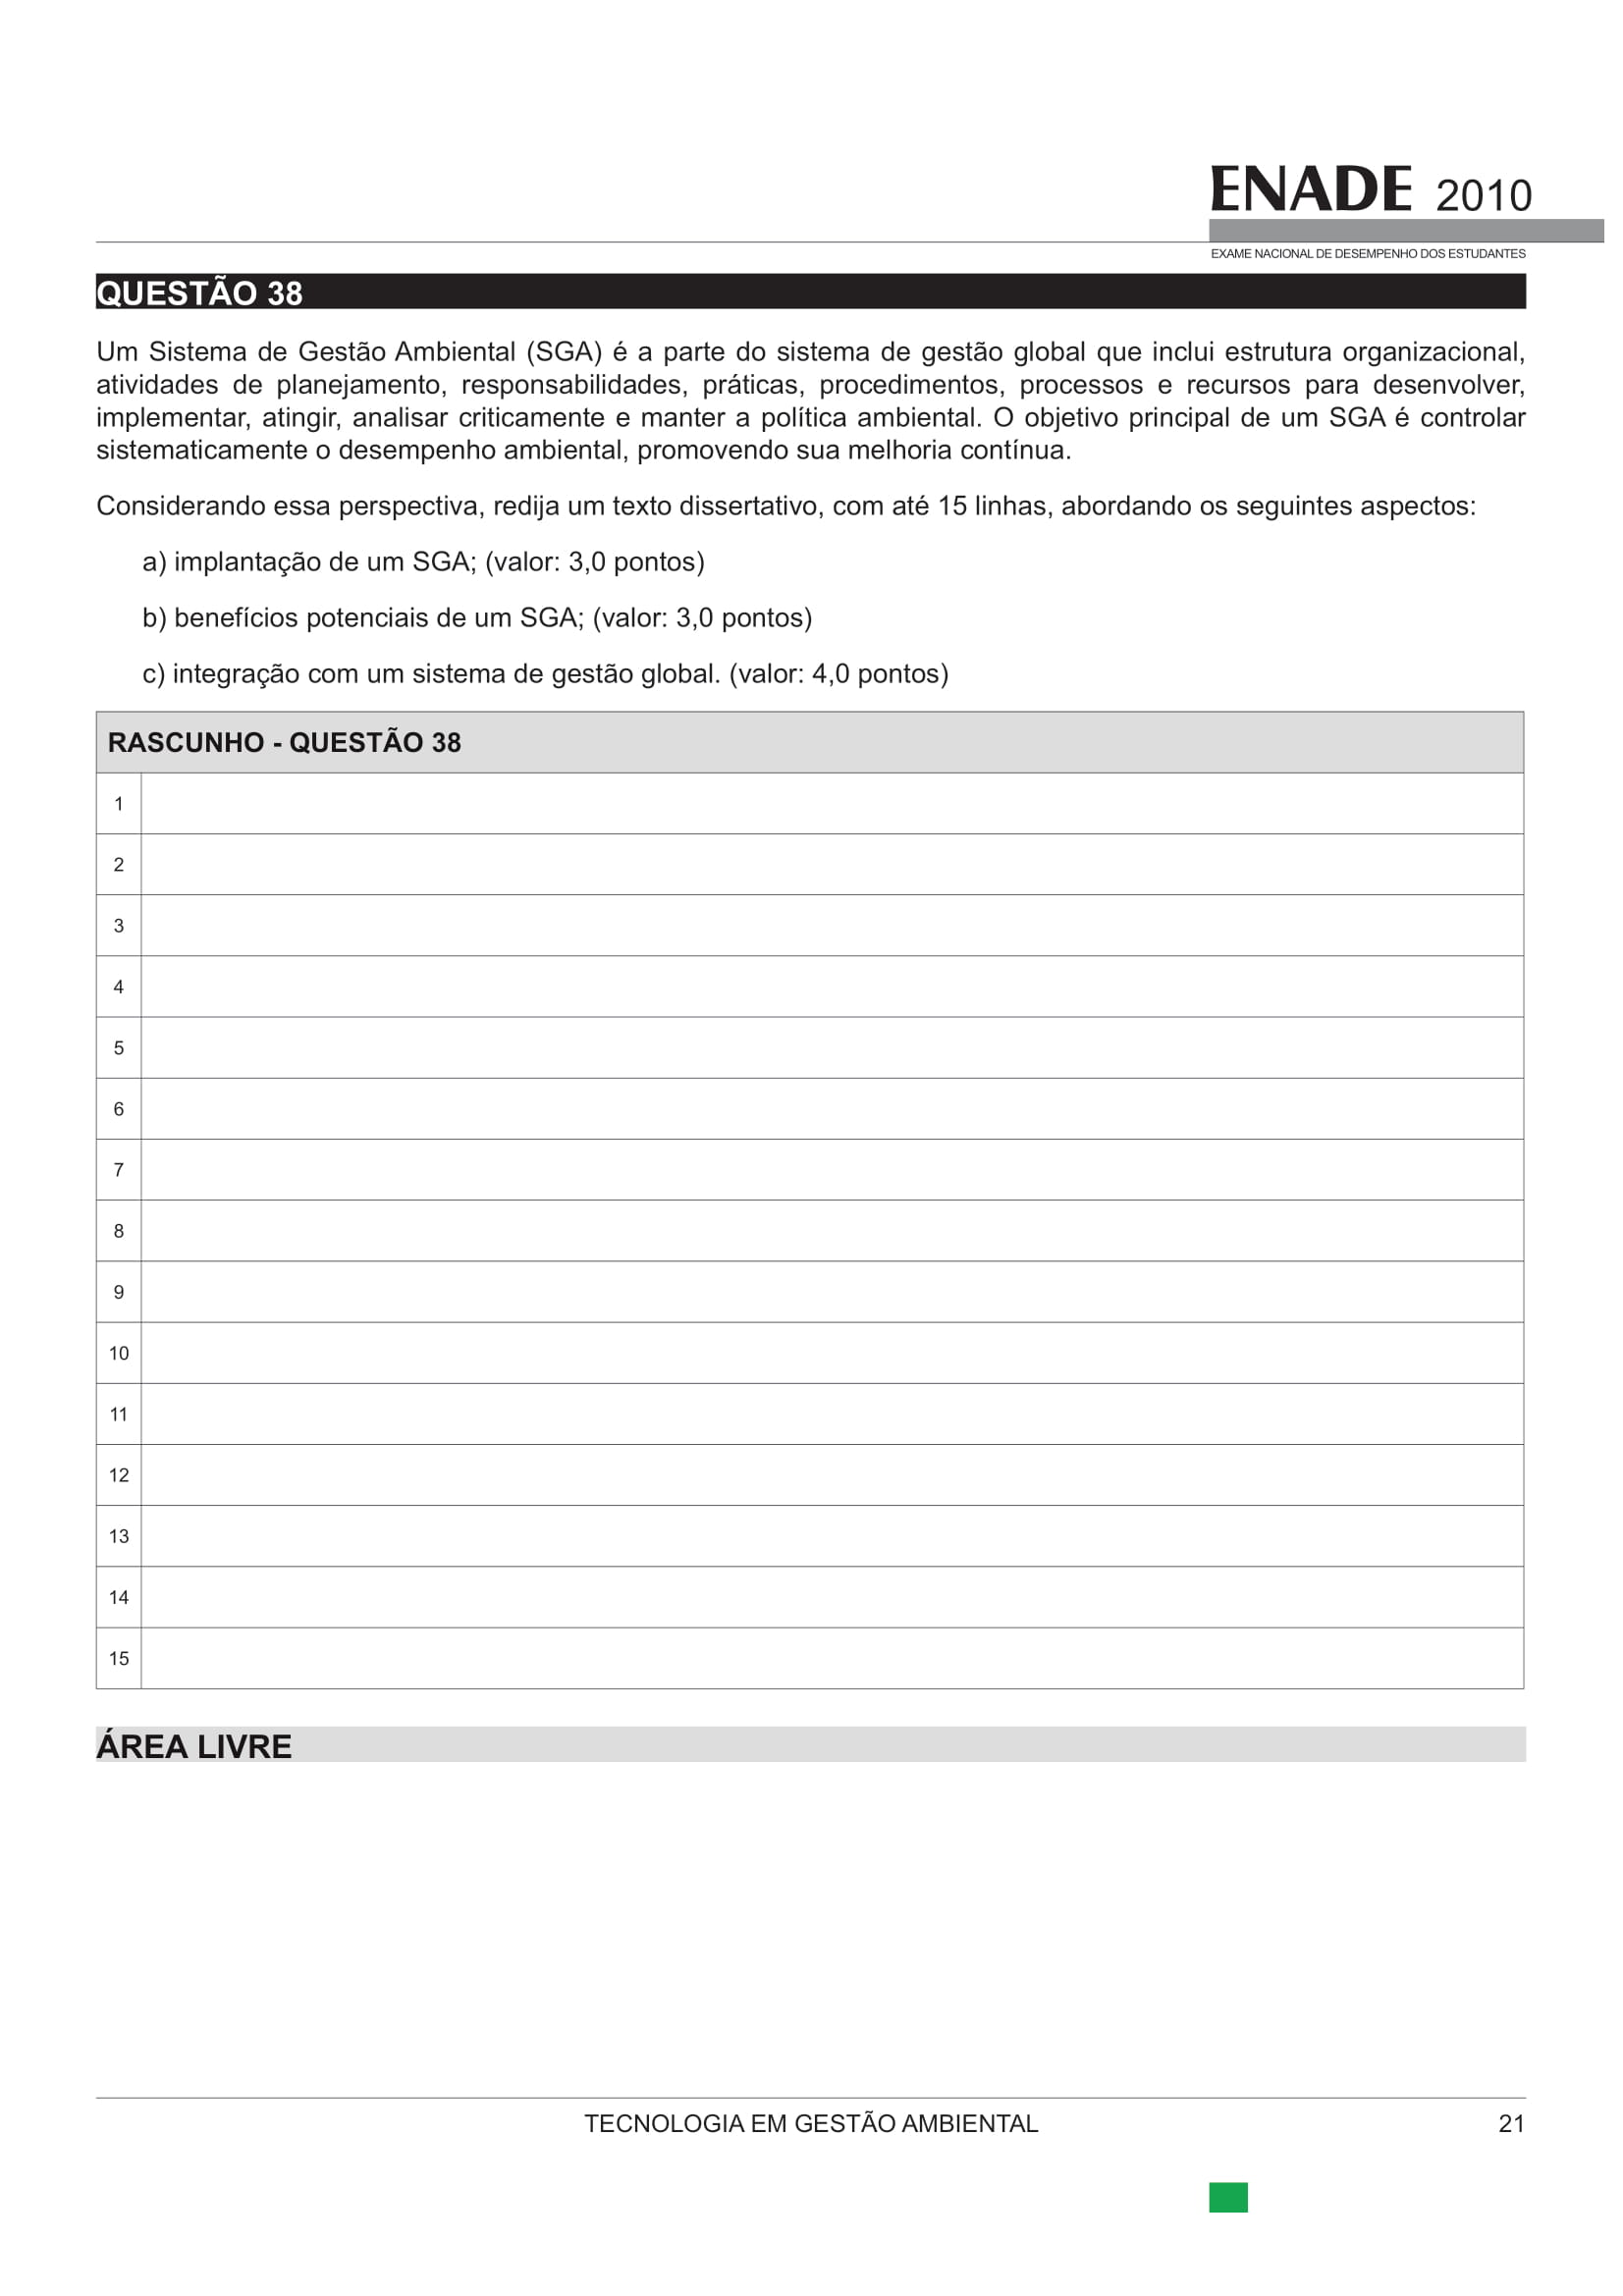 ENADE 2010
EXAME NACIONAL DE DESEMPENHO DOS ESTUDANTES
QUESTÃO 38
Um Sistema de Gestão Ambiental (SGA) é a parte do sistema de gestão global que inclui estrutura organizacional,
atividades de planejamento, responsabilidades, práticas, procedimentos, processos e recursos para desenvolver,
implementar, atingir, analisar criticamente e manter a política ambiental. O objetivo principal de um SGA é controlar
sistematicamente o desempenho ambiental, promovendo sua melhoria contínua.
Considerando essa perspectiva, redija um texto dissertativo, com até 15 linhas, abordando os seguintes aspectos:
a) implantação de um SGA; (valor: 3,0 pontos)
b) benefícios potenciais de um SGA; (valor: 3,0 pontos)
c) integração com um sistema de gestão global. (valor: 4,0 pontos)
RASCUNHO - QUESTÃO 38
1
2
3
4
5
6
7
8
9
10
11
12
13
14
15
ÁREA LIVRE
TECNOLOGIA EM GESTÃO AMBIENTAL 21